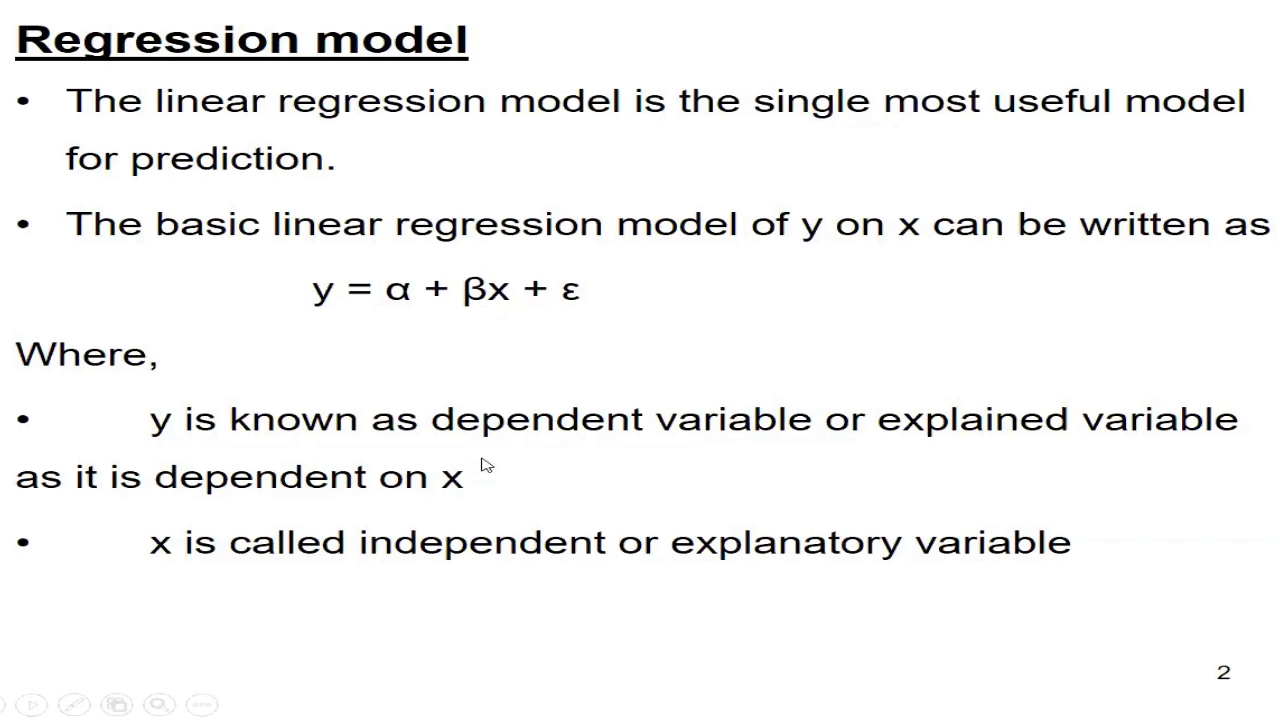 Regression model
• The linear regression model is the single most useful model
for prediction.
• The basic linear regression model of y on x can be written as
y = α + βx + ε
Where,
• y is known as dependent variable or explained variable
as it is dependent on x
• x is called independent or explanatory variable
2